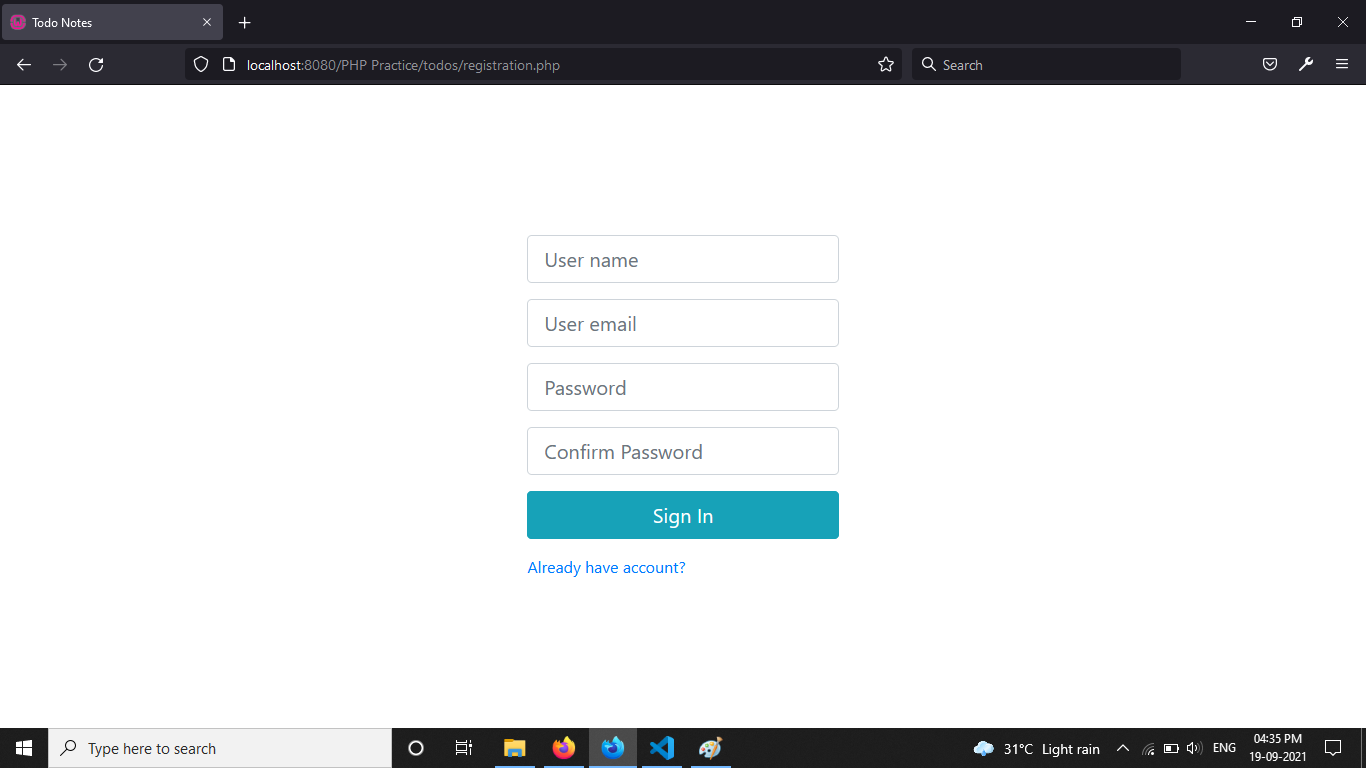 Todo Notes
localhost:8080/PHP Practice/todos/registration.php
Search
User name
User email
Password
Confirm Password
Sign In
Already have account?
Type here to search
31°C Light rain
ENG
04:35 PM
19-09-2021